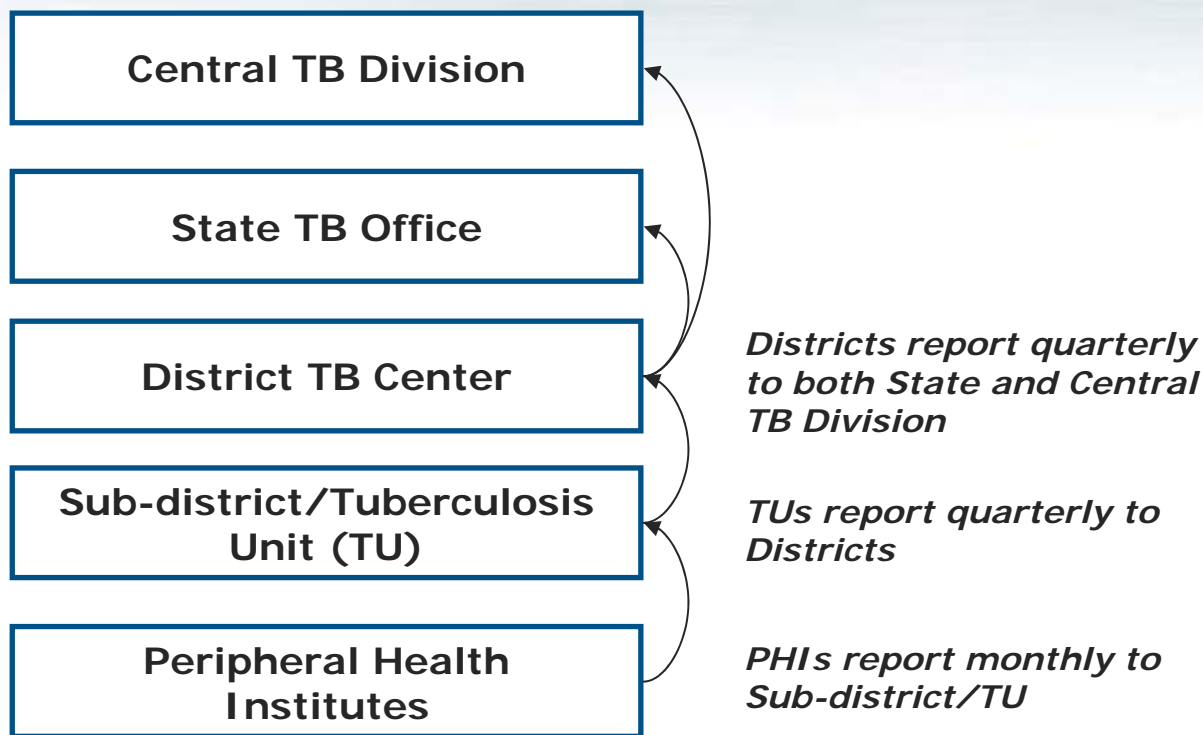 Central TB Division
State TB Office
District TB Center
Districts report quarterly
to both State and Central
TB Division
Sub-district/Tuberculosis
Unit (TU)
TUs report quarterly to
Districts
Peripheral Health
Institutes
PHIs report monthly to
Sub-district/TU